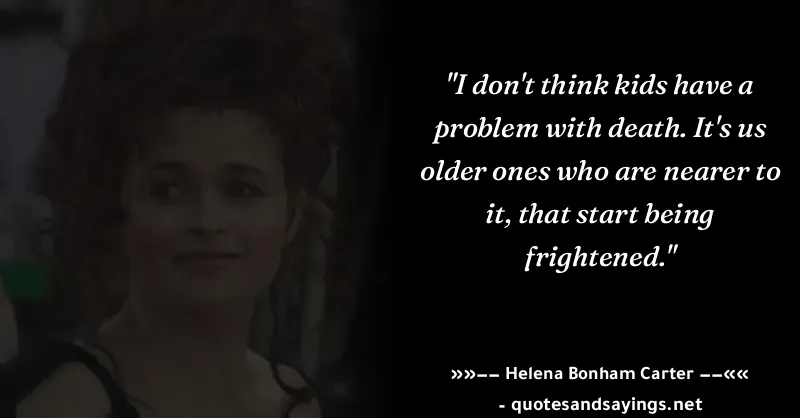 "I don't think kids have a
problem with death. It's us
older ones who are nearer to
it, that start being
frightened."
»»−− Helena Bonham Carter −−««
- quotesandsayings.net